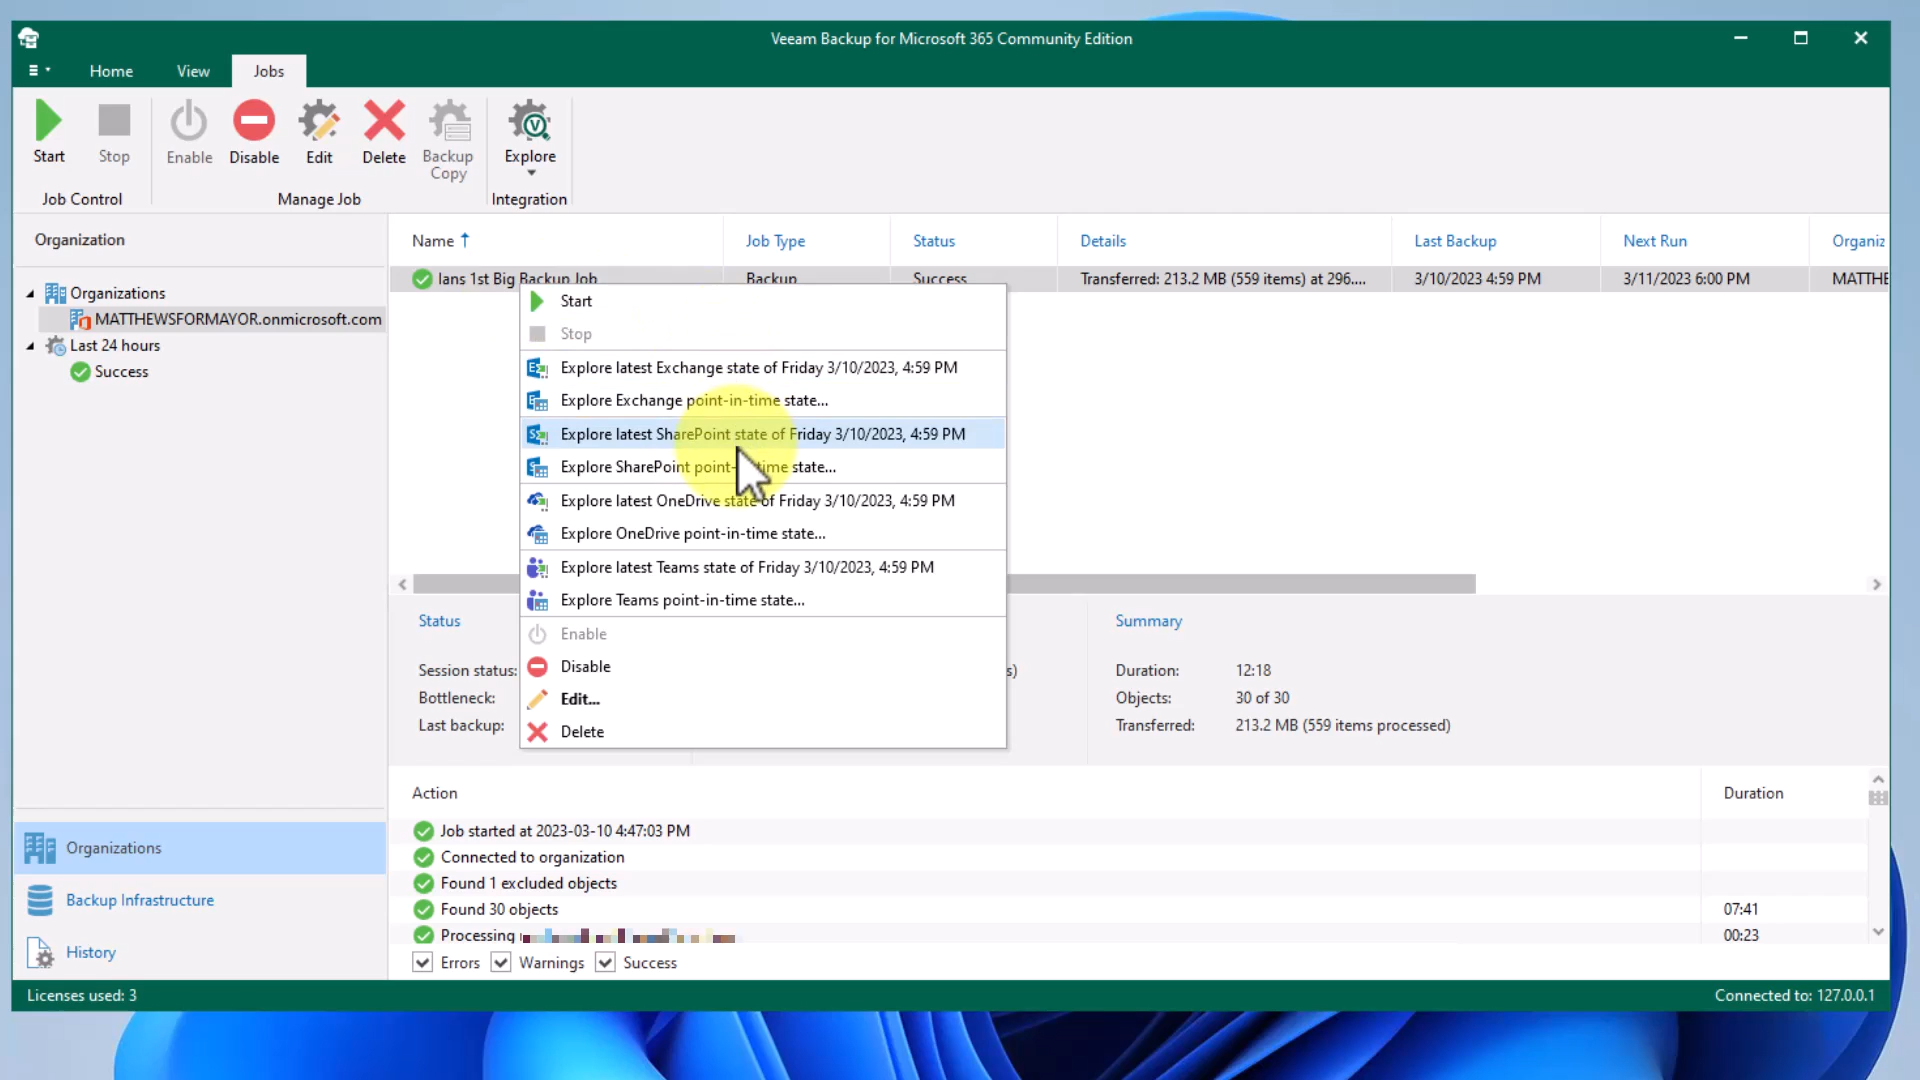 Veeam Backup for Microsoft 365 Community Edition
Home View Jobs
Start Stop Enable Disable Edit Delete Backup Copy Explore
Job Control Manage Job Integration
Organization
Organizations
MATTHEWSFORMAYOR.onmicrosoft.com
Last 24 hours
Success
Name Job Type Status Details Last Backup Next Run Organiz
Ians 1st Big Backup Job Backup Success Transferred: 213.2 MB (559 items) at 296.... 3/10/2023 4:59 PM 3/11/2023 6:00 PM MATTHE
Start
Stop
Explore latest Exchange state of Friday 3/10/2023, 4:59 PM
Explore Exchange point-in-time state...
Explore latest SharePoint state of Friday 3/10/2023, 4:59 PM
Explore SharePoint point- time state...
Explore latest OneDrive state of Friday 3/10/2023, 4:59 PM
Explore OneDrive point-in-time state...
Explore latest Teams state of Friday 3/10/2023, 4:59 PM
Explore Teams point-in-time state...
Enable
Disable
Edit...
Delete
Status
Session status: s)
Bottleneck:
Last backup:
Summary
Duration: 12:18
Objects: 30 of 30
Transferred: 213.2 MB (559 items processed)
Action Duration
Job started at 2023-03-10 4:47:03 PM
Connected to organization
Found 1 excluded objects
Found 30 objects 07:41
Processing 00:23
Errors Warnings Success
Organizations
Backup Infrastructure
History
Licenses used: 3
Connected to: 127.0.0.1